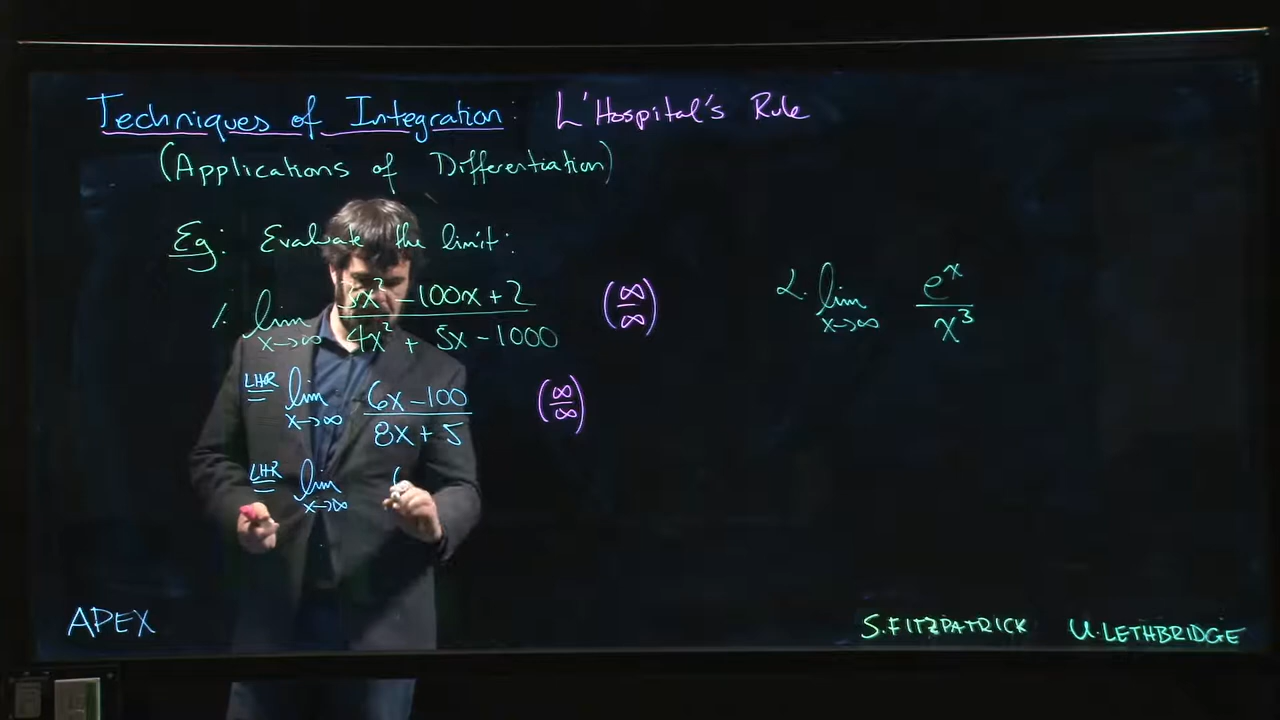 Techniques of Integration: L'Hospital's Rule
(Applications of Differentiation)
Eg: Evaluate the limit:
1. lim x→∞ (3x² - 100x + 2)/(4x² + 5x - 1000) (∞/∞)
LHR = lim x→∞ (6x - 100)/(8x + 5) (∞/∞)
LHR = lim x→∞
2. lim x→∞ eˣ/x³
APEX
S. FITZPATRICK U. LETHBRIDGE